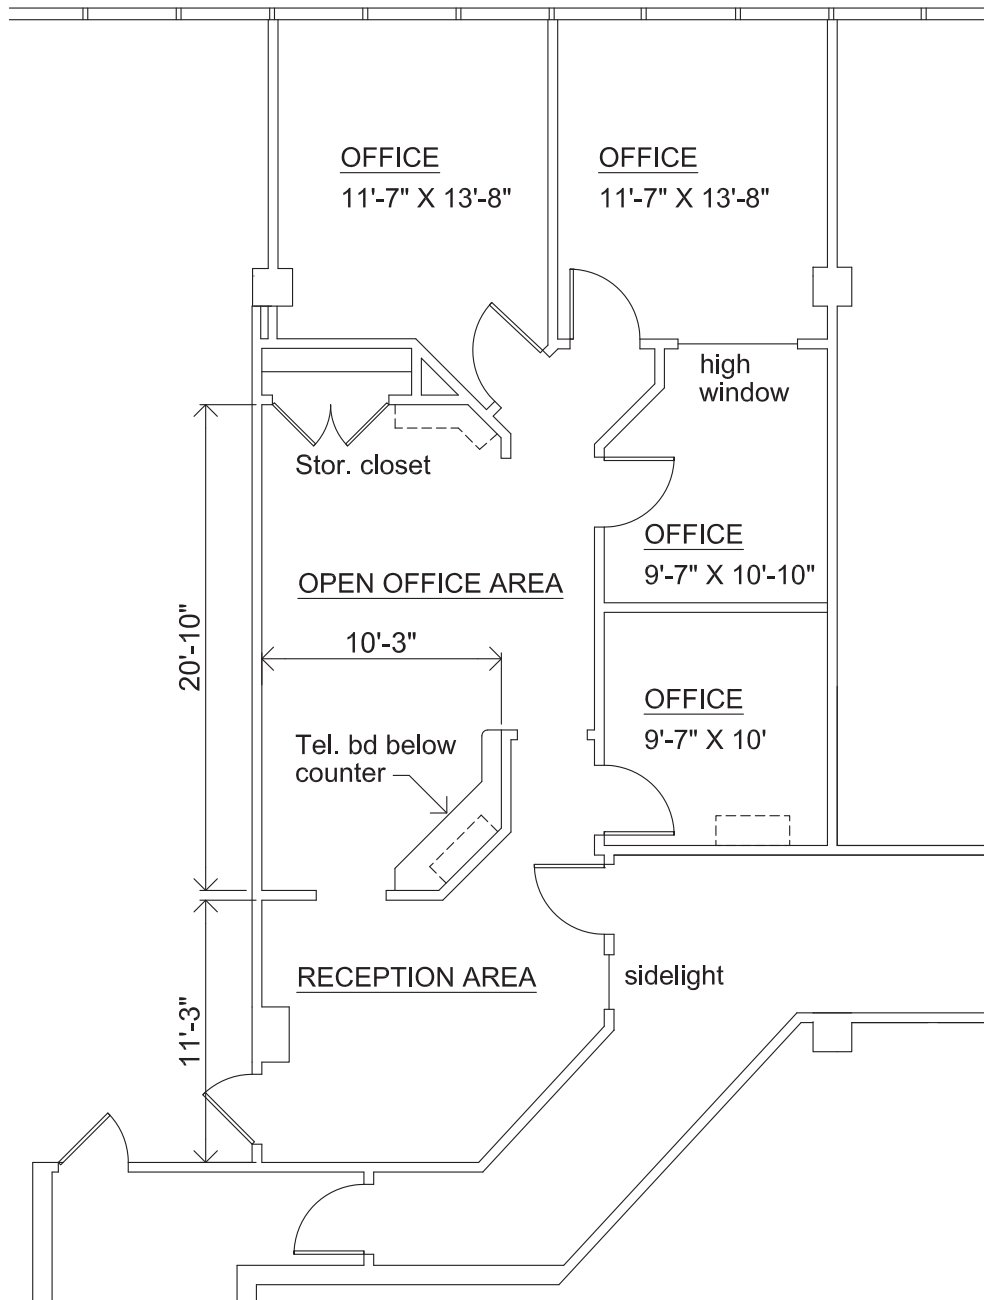 OFFICE
11'-7" X 13'-8"
OFFICE
11'-7" X 13'-8"
high
window
Stor. closet
OFFICE
9'-7" X 10'-10"
OPEN OFFICE AREA
20'-10"
10'-3"
OFFICE
9'-7" X 10'
Tel. bd below
counter
RECEPTION AREA
sidelight
11'-3"